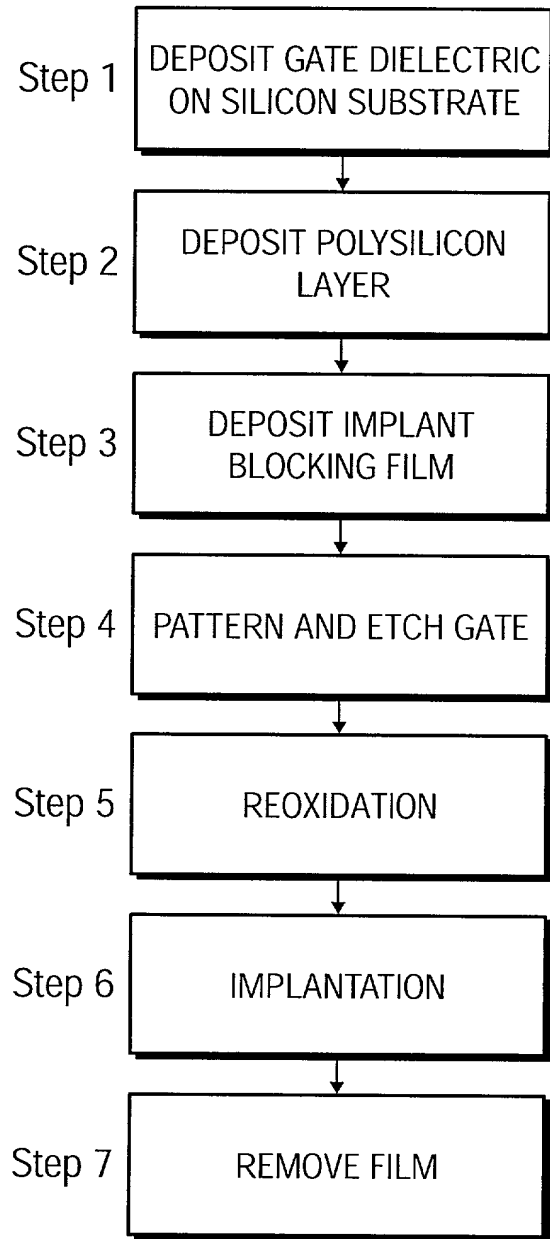 Step 1
DEPOSIT GATE DIELECTRIC
ON SILICON SUBSTRATE
Step 2
DEPOSIT POLYSILICON
LAYER
Step 3
DEPOSIT IMPLANT
BLOCKING FILM
Step 4
PATTERN AND ETCH GATE
Step 5
REOXIDATION
Step 6
IMPLANTATION
Step 7
REMOVE FILM